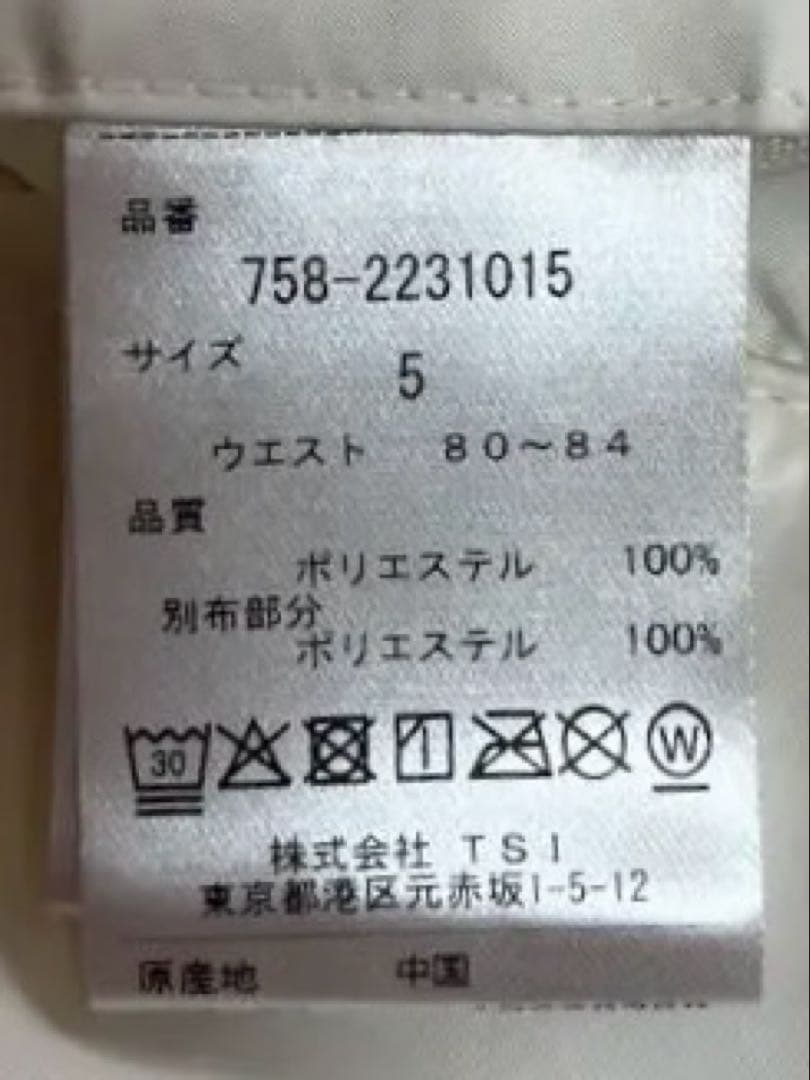 品番
758-2231015
サイズ 5
ウエスト 80～84
品質
ポリエステル 100%
別布部分
ポリエステル 100%
30 W
株式会社 TSI
東京都港区元赤坂1-5-12
原産地 中国